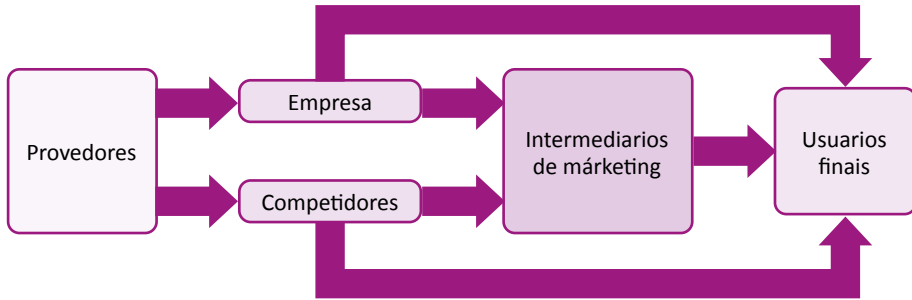 Provedores
Empresa
Competidores
Intermediarios
de márketing
Usuarios
finais